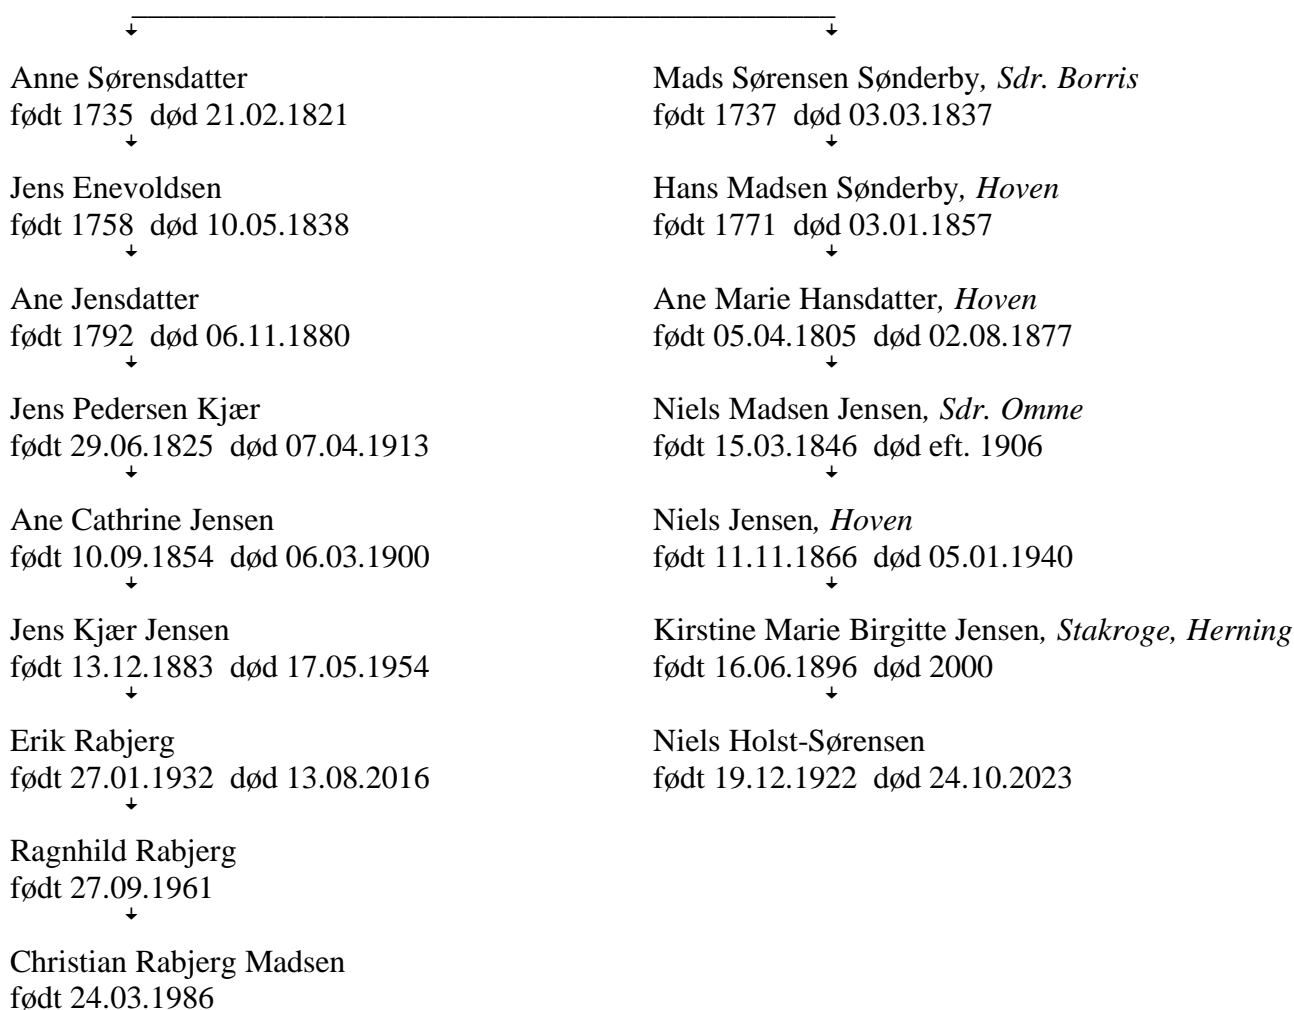 Anne Sørensdatter
født 1735 død 21.02.1821
Jens Enevoldsen
født 1758 død 10.05.1838
Ane Jensdatter
født 1792 død 06.11.1880
Jens Pedersen Kjær
født 29.06.1825 død 07.04.1913
Ane Cathrine Jensen
født 10.09.1854 død 06.03.1900
Jens Kjær Jensen
født 13.12.1883 død 17.05.1954
Erik Rabjerg
født 27.01.1932 død 13.08.2016
Ragnhild Rabjerg
født 27.09.1961
Christian Rabjerg Madsen
født 24.03.1986
Mads Sørensen Sønderby, Sdr. Borris
født 1737 død 03.03.1837
Hans Madsen Sønderby, Hoven
født 1771 død 03.01.1857
Ane Marie Hansdatter, Hoven
født 05.04.1805 død 02.08.1877
Niels Madsen Jensen, Sdr. Omme
født 15.03.1846 død eft. 1906
Niels Jensen, Hoven
født 11.11.1866 død 05.01.1940
Kirstine Marie Birgitte Jensen, Stakroge, Herning
født 16.06.1896 død 2000
Niels Holst-Sørensen
født 19.12.1922 død 24.10.2023